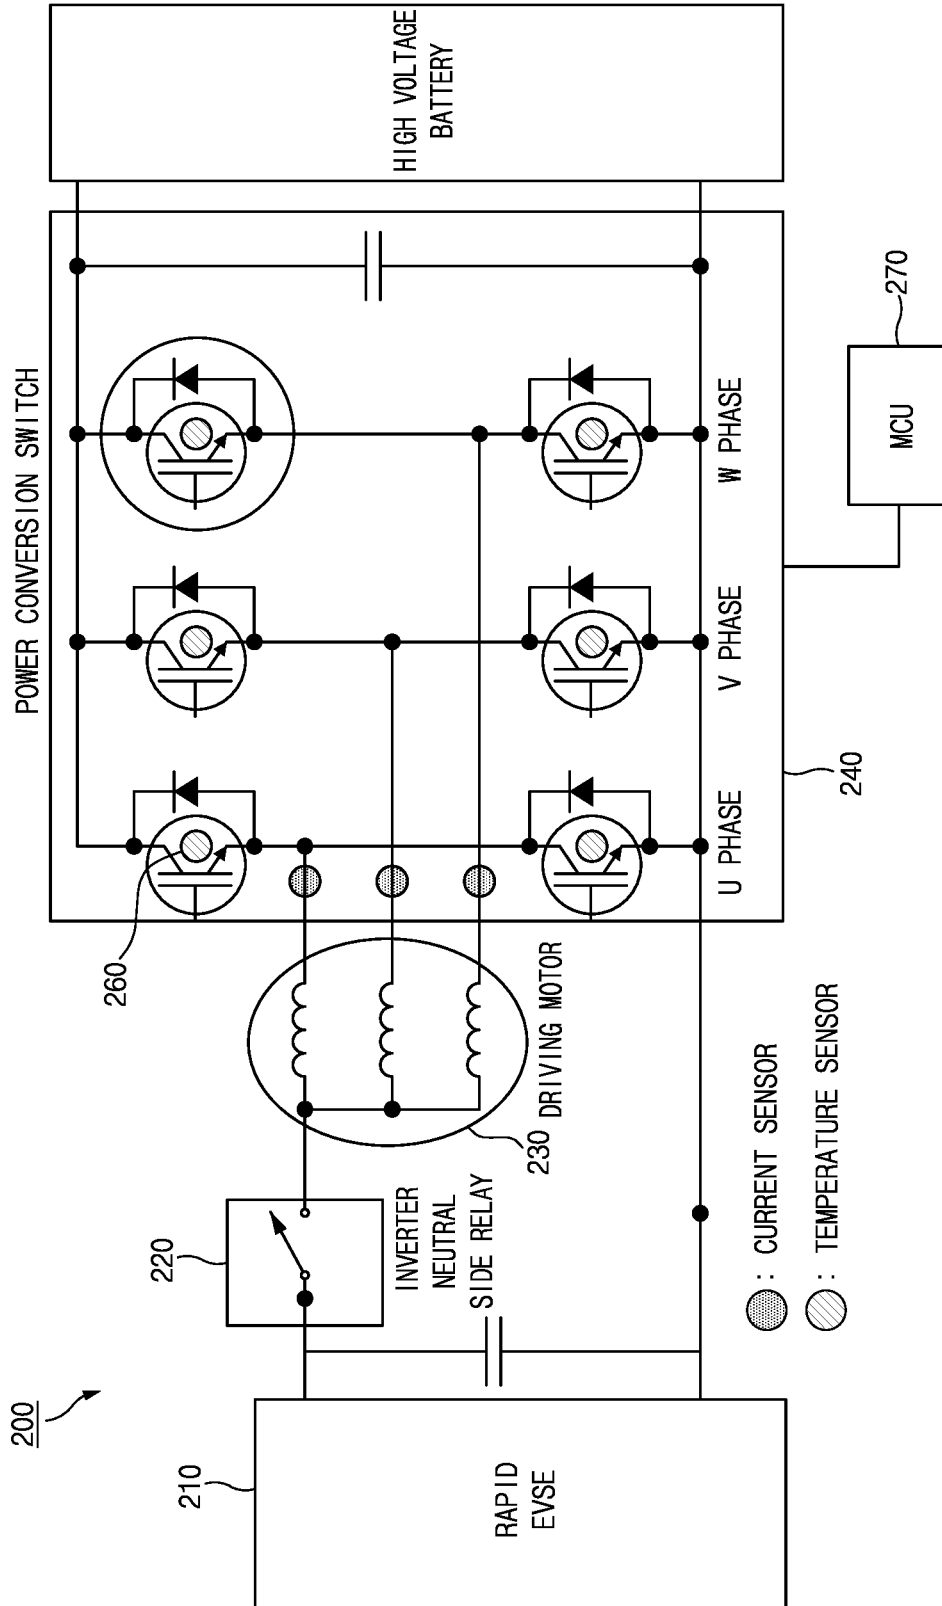 200
210
RAPID
EVSE
220
INVERTER
NEUTRAL
SIDE RELAY
230
DRIVING MOTOR
260
POWER CONVERSION SWITCH
U PHASE
V PHASE
W PHASE
240
HIGH VOLTAGE
BATTERY
MCU
270
: CURRENT SENSOR
: TEMPERATURE SENSOR